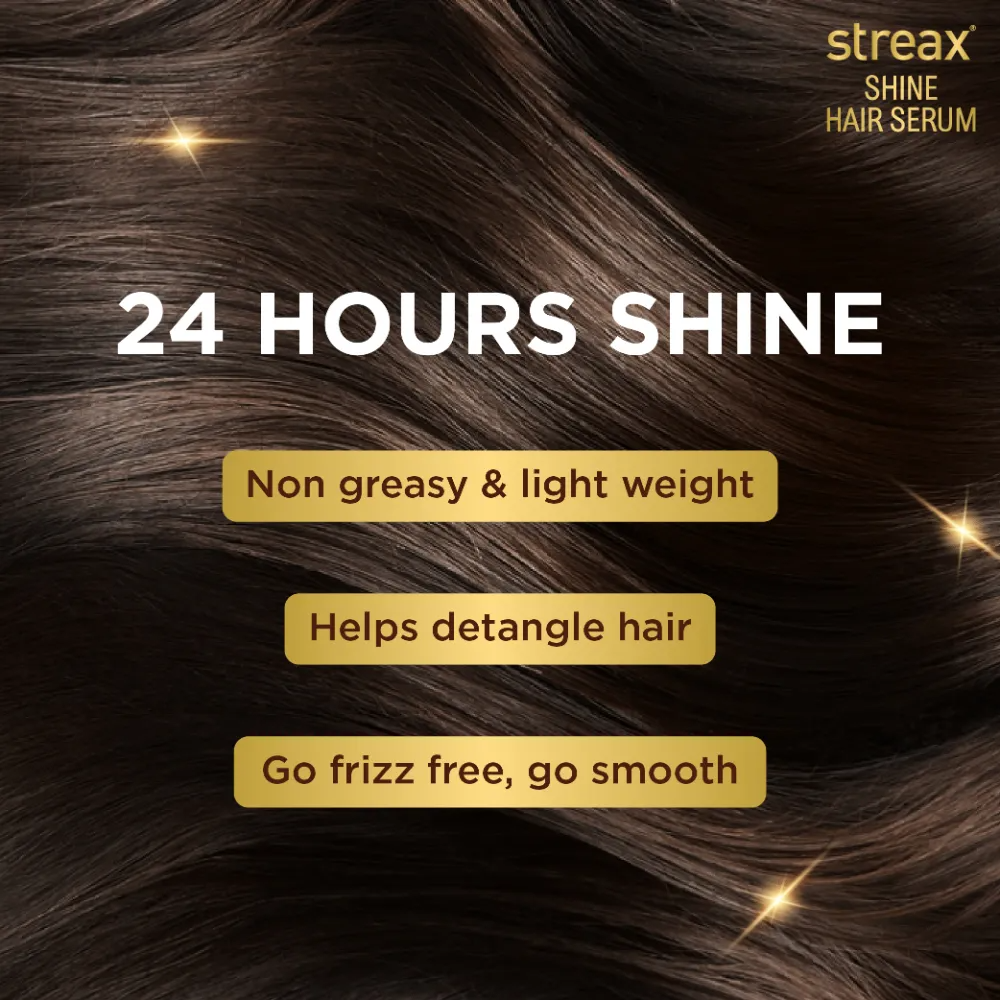 streax®
SHINE
HAIR SERUM
24 HOURS SHINE
Non greasy & light weight
Helps detangle hair
Go frizz free, go smooth